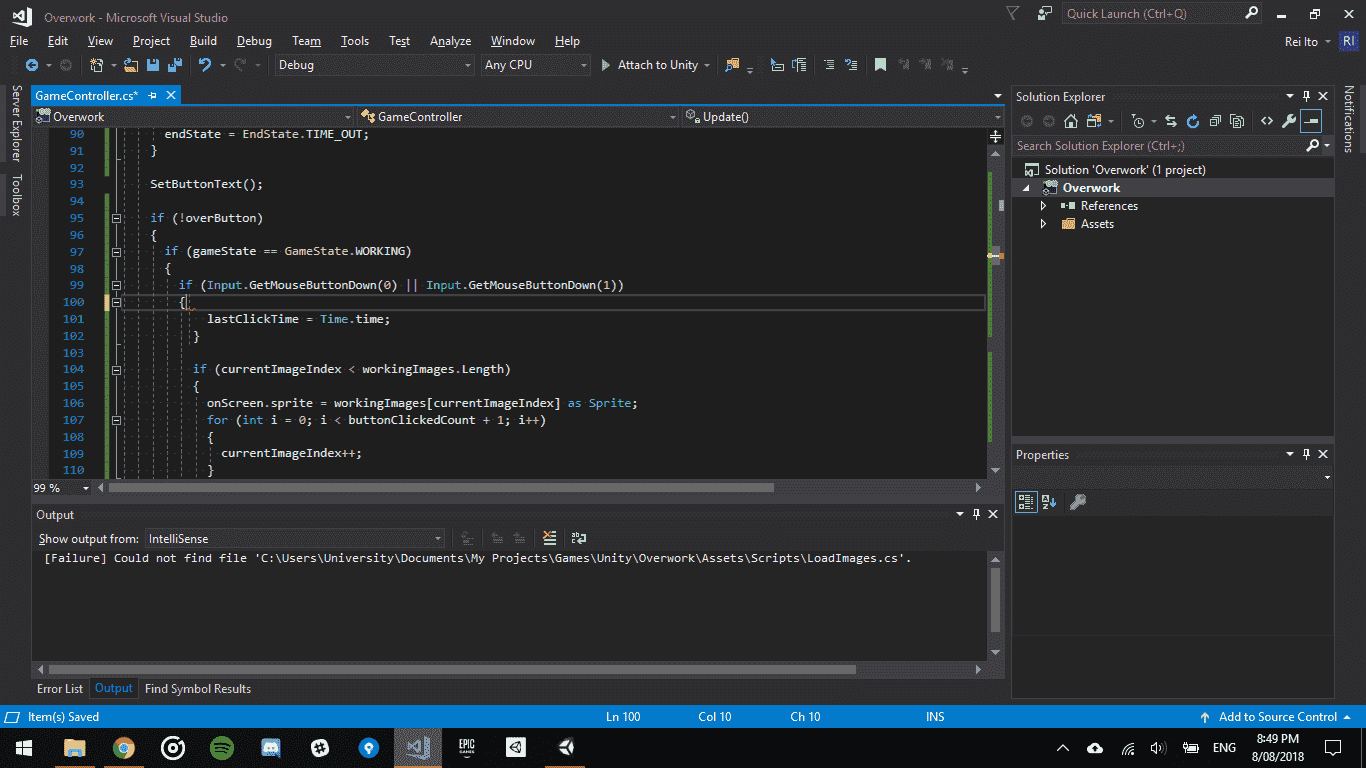 Overwork - Microsoft Visual Studio
Quick Launch (Ctrl+Q)
File Edit View Project Build Debug Team Tools Test Analyze Window Help
Rei Ito RI
Debug Any CPU Attach to Unity
Server Explorer
Toolbox
GameController.cs*
Overwork GameController Update()
90 endState = EndState.TIME_OUT;
91 }
92
93 SetButtonText();
94
95 if (!overButton)
96 {
97 if (gameState == GameState.WORKING)
98 {
99 if (Input.GetMouseButtonDown(0) || Input.GetMouseButtonDown(1))
100 {
101 lastClickTime = Time.time;
102 }
103
104 if (currentImageIndex < workingImages.Length)
105 {
106 onScreen.sprite = workingImages[currentImageIndex] as Sprite;
107 for (int i = 0; i < buttonClickedCount + 1; i++)
108 {
109 currentImageIndex++;
110 }
99 %
Output
Show output from: IntelliSense
[Failure] Could not find file 'C:\Users\University\Documents\My Projects\Games\Unity\Overwork\Assets\Scripts\LoadImages.cs'.
Error List Output Find Symbol Results
Solution Explorer
Search Solution Explorer (Ctrl+;)
Solution 'Overwork' (1 project)
Overwork
References
Assets
Properties
Notifications
Item(s) Saved Ln 100 Col 10 Ch 10 INS Add to Source Control
EPIC GAMES
ENG
8:49 PM
8/08/2018